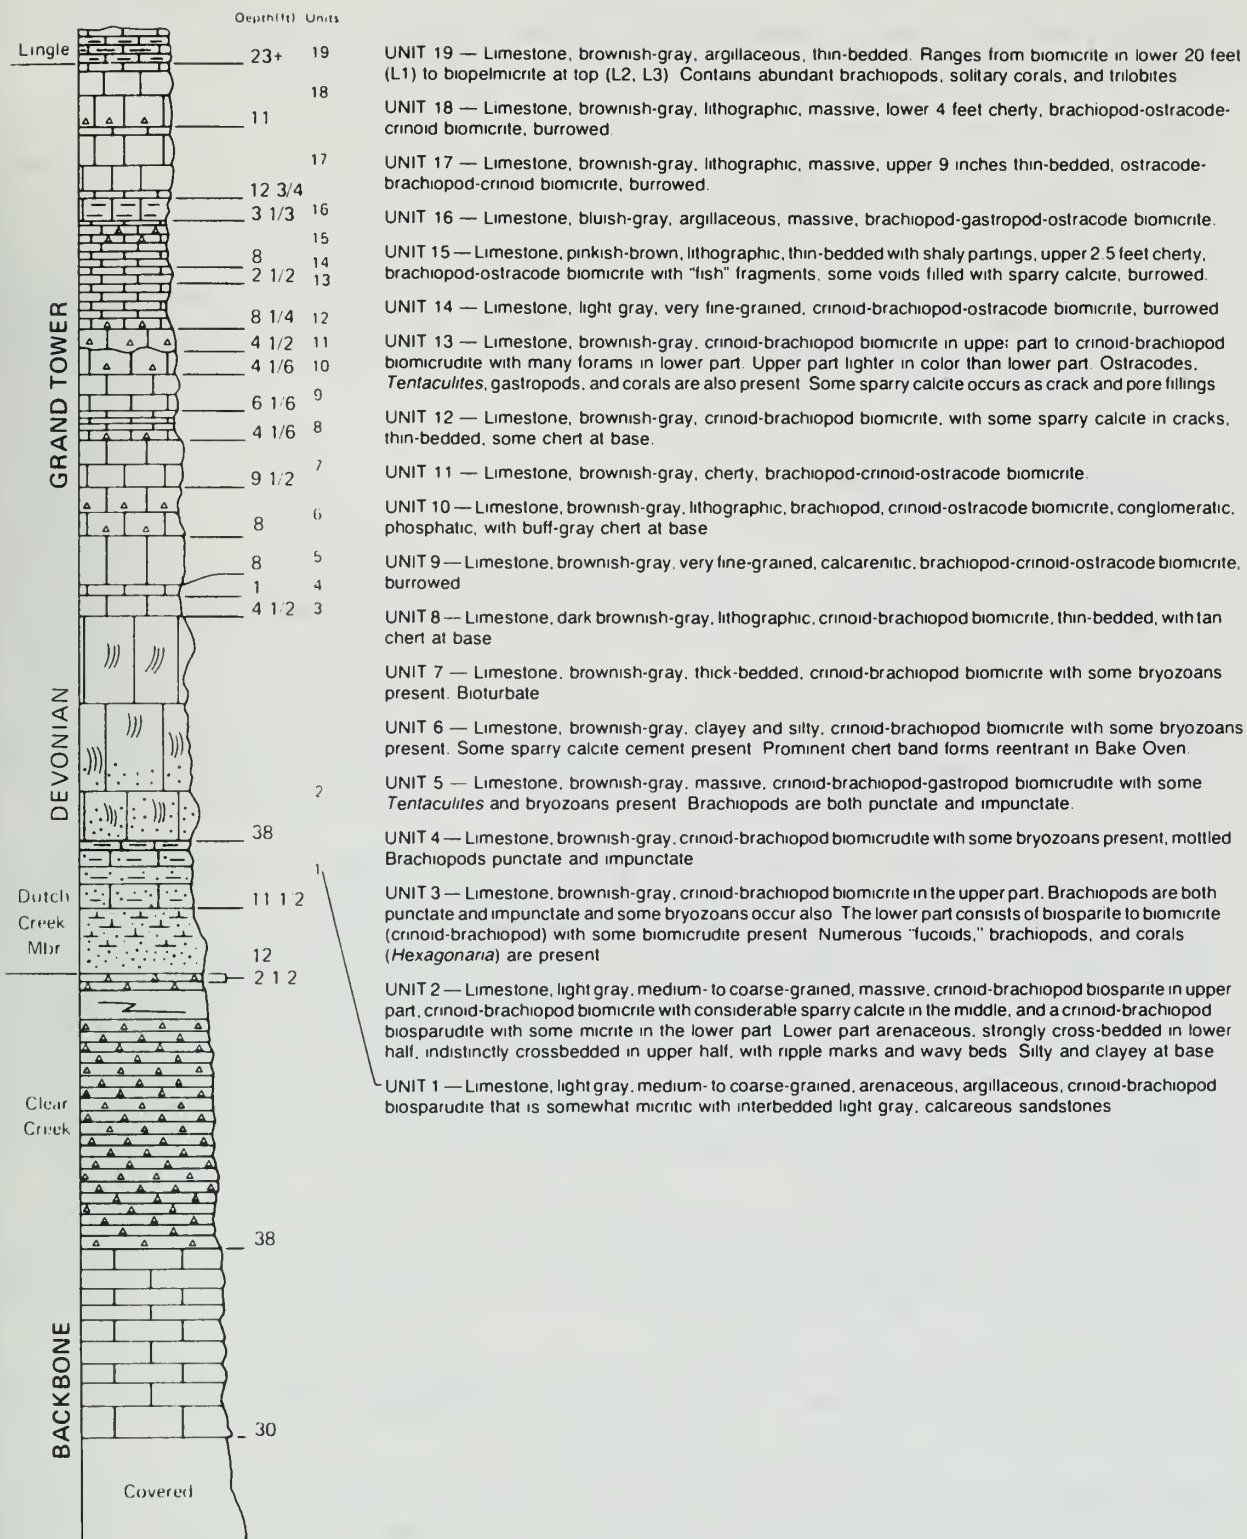 Depth(ft) Units
Lingle
23+ 19
18
11
17
12 3/4
3 1/3 16
15
8
14
2 1/2 13
8 1/4 12
4 1/2 11
4 1/6 10
9
6 1/6
4 1/6 8
7
9 1/2
6
8
5
8
1 4
4 1/2 3
2
38
1
11 1 2
12
2 1 2
38
30
GRAND TOWER
DEVONIAN
Dutch
Creek
Mbr
Clear
Creek
BACKBONE
Covered
UNIT 19 — Limestone, brownish-gray, argillaceous, thin-bedded. Ranges from biomicrite in lower 20 feet
(L1) to biopelmicrite at top (L2, L3) Contains abundant brachiopods, solitary corals, and trilobites
UNIT 18 — Limestone, brownish-gray, lithographic, massive, lower 4 feet cherty, brachiopod-ostracode-
crinoid biomicrite, burrowed.
UNIT 17 — Limestone, brownish-gray, lithographic, massive, upper 9 inches thin-bedded, ostracode-
brachiopod-crinoid biomicrite, burrowed.
UNIT 16 — Limestone, bluish-gray, argillaceous, massive, brachiopod-gastropod-ostracode biomicrite.
UNIT 15 — Limestone, pinkish-brown, lithographic, thin-bedded with shaly partings, upper 2.5 feet cherty,
brachiopod-ostracode biomicrite with "fish" fragments, some voids filled with sparry calcite, burrowed.
UNIT 14 — Limestone, light gray, very fine-grained, crinoid-brachiopod-ostracode biomicrite, burrowed
UNIT 13 — Limestone, brownish-gray, crinoid-brachiopod biomicrite in upper part to crinoid-brachiopod
biomicrudite with many forams in lower part. Upper part lighter in color than lower part. Ostracodes,
Tentaculites, gastropods, and corals are also present Some sparry calcite occurs as crack and pore fillings
UNIT 12 — Limestone, brownish-gray, crinoid-brachiopod biomicrite, with some sparry calcite in cracks,
thin-bedded, some chert at base.
UNIT 11 — Limestone, brownish-gray, cherty, brachiopod-crinoid-ostracode biomicrite.
UNIT 10 — Limestone, brownish-gray, lithographic, brachiopod, crinoid-ostracode biomicrite, conglomeratic,
phosphatic, with buff-gray chert at base
UNIT 9 — Limestone, brownish-gray, very fine-grained, calcarenitic, brachiopod-crinoid-ostracode biomicrite,
burrowed
UNIT 8 — Limestone, dark brownish-gray, lithographic, crinoid-brachiopod biomicrite, thin-bedded, with tan
chert at base
UNIT 7 — Limestone, brownish-gray, thick-bedded, crinoid-brachiopod biomicrite with some bryozoans
present. Bioturbate
UNIT 6 — Limestone, brownish-gray, clayey and silty, crinoid-brachiopod biomicrite with some bryozoans
present. Some sparry calcite cement present Prominent chert band forms reentrant in Bake Oven.
UNIT 5 — Limestone, brownish-gray, massive, crinoid-brachiopod-gastropod biomicrudite with some
Tentaculites and bryozoans present Brachiopods are both punctate and impunctate.
UNIT 4 — Limestone, brownish-gray, crinoid-brachiopod biomicrudite with some bryozoans present, mottled
Brachiopods punctate and impunctate
UNIT 3 — Limestone, brownish-gray, crinoid-brachopod biomicrite in the upper part. Brachiopods are both
punctate and impunctate and some bryozoans occur also The lower part consists of biosparite to biomicrite
(crinoid-brachiopod) with some biomicrudite present Numerous "fucoids," brachiopods, and corals
(Hexagonaria) are present
UNIT 2 — Limestone, light gray, medium- to coarse-grained, massive, crinoid-brachiopod biosparite in upper
part, crinoid-brachiopod biomicrite with considerable sparry calcite in the middle, and a crinoid-brachiopod
biosparudite with some micrite in the lower part Lower part arenaceous, strongly cross-bedded in lower
half, indistinctly crossbedded in upper half, with ripple marks and wavy beds Silty and clayey at base
UNIT 1 — Limestone, light gray, medium- to coarse-grained, arenaceous, argillaceous, crinoid-brachiopod
biosparudite that is somewhat micritic with interbedded light gray, calcareous sandstones